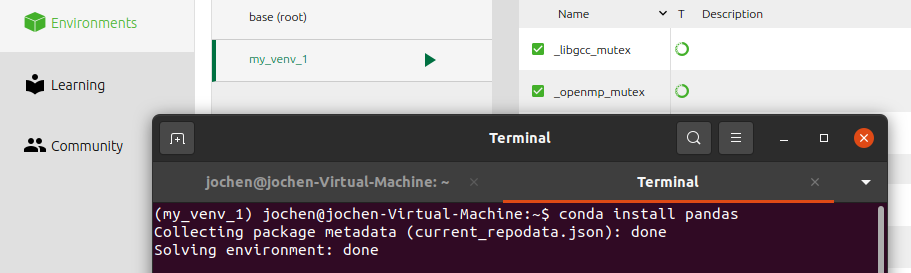 Environments
Learning
Community
base (root)
my_venv_1
Name T Description
_libgcc_mutex
_openmp_mutex
Terminal
jochen@jochen-Virtual-Machine: ~
Terminal
(my_venv_1) jochen@jochen-Virtual-Machine:~$ conda install pandas
Collecting package metadata (current_repodata.json): done
Solving environment: done